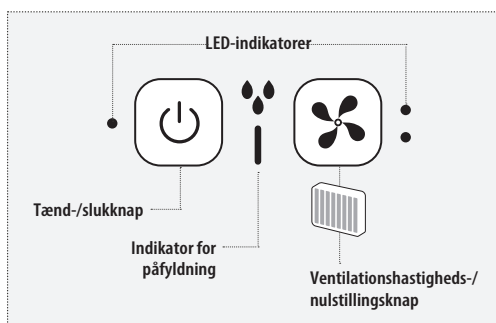 LED-indikatorer
Tænd-/slukknap
Indikator for
påfyldning
Ventilationshastigheds-/
nulstillingsknap